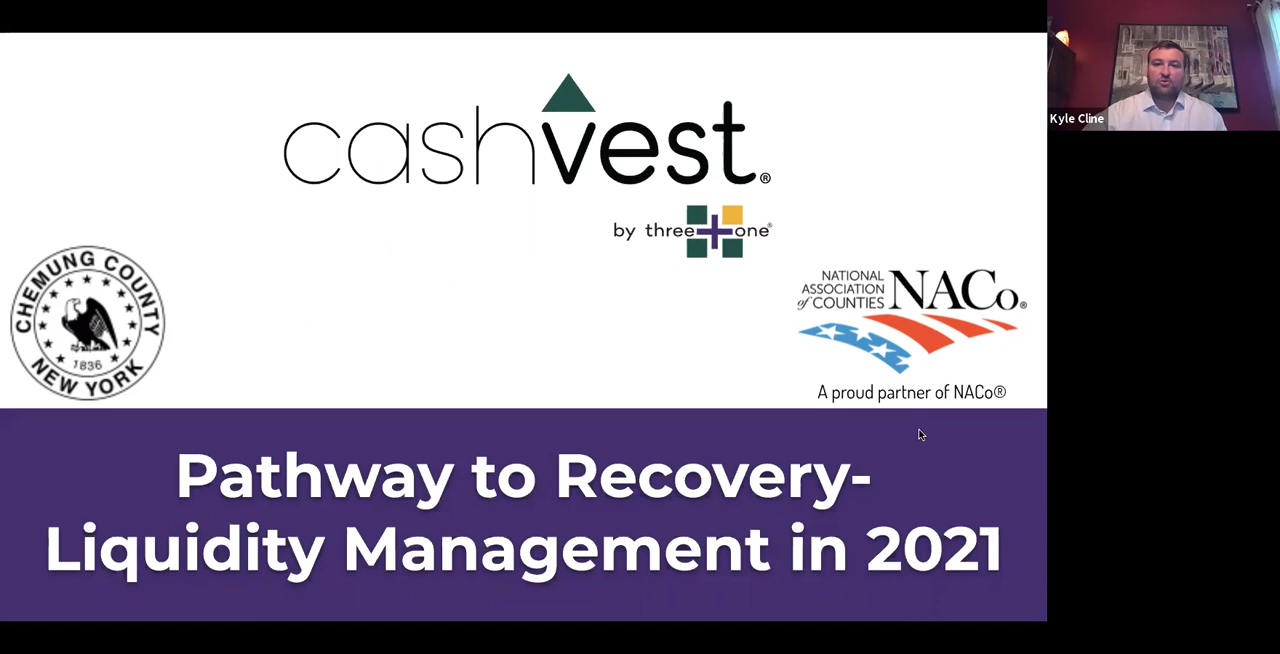 cashvest®
by three+one®
CHEMUNG COUNTY
1836
NEW YORK
NATIONAL
ASSOCIATION
of COUNTIES
NACo®
A proud partner of NACo®
Pathway to Recovery-
Liquidity Management in 2021
Kyle Cline